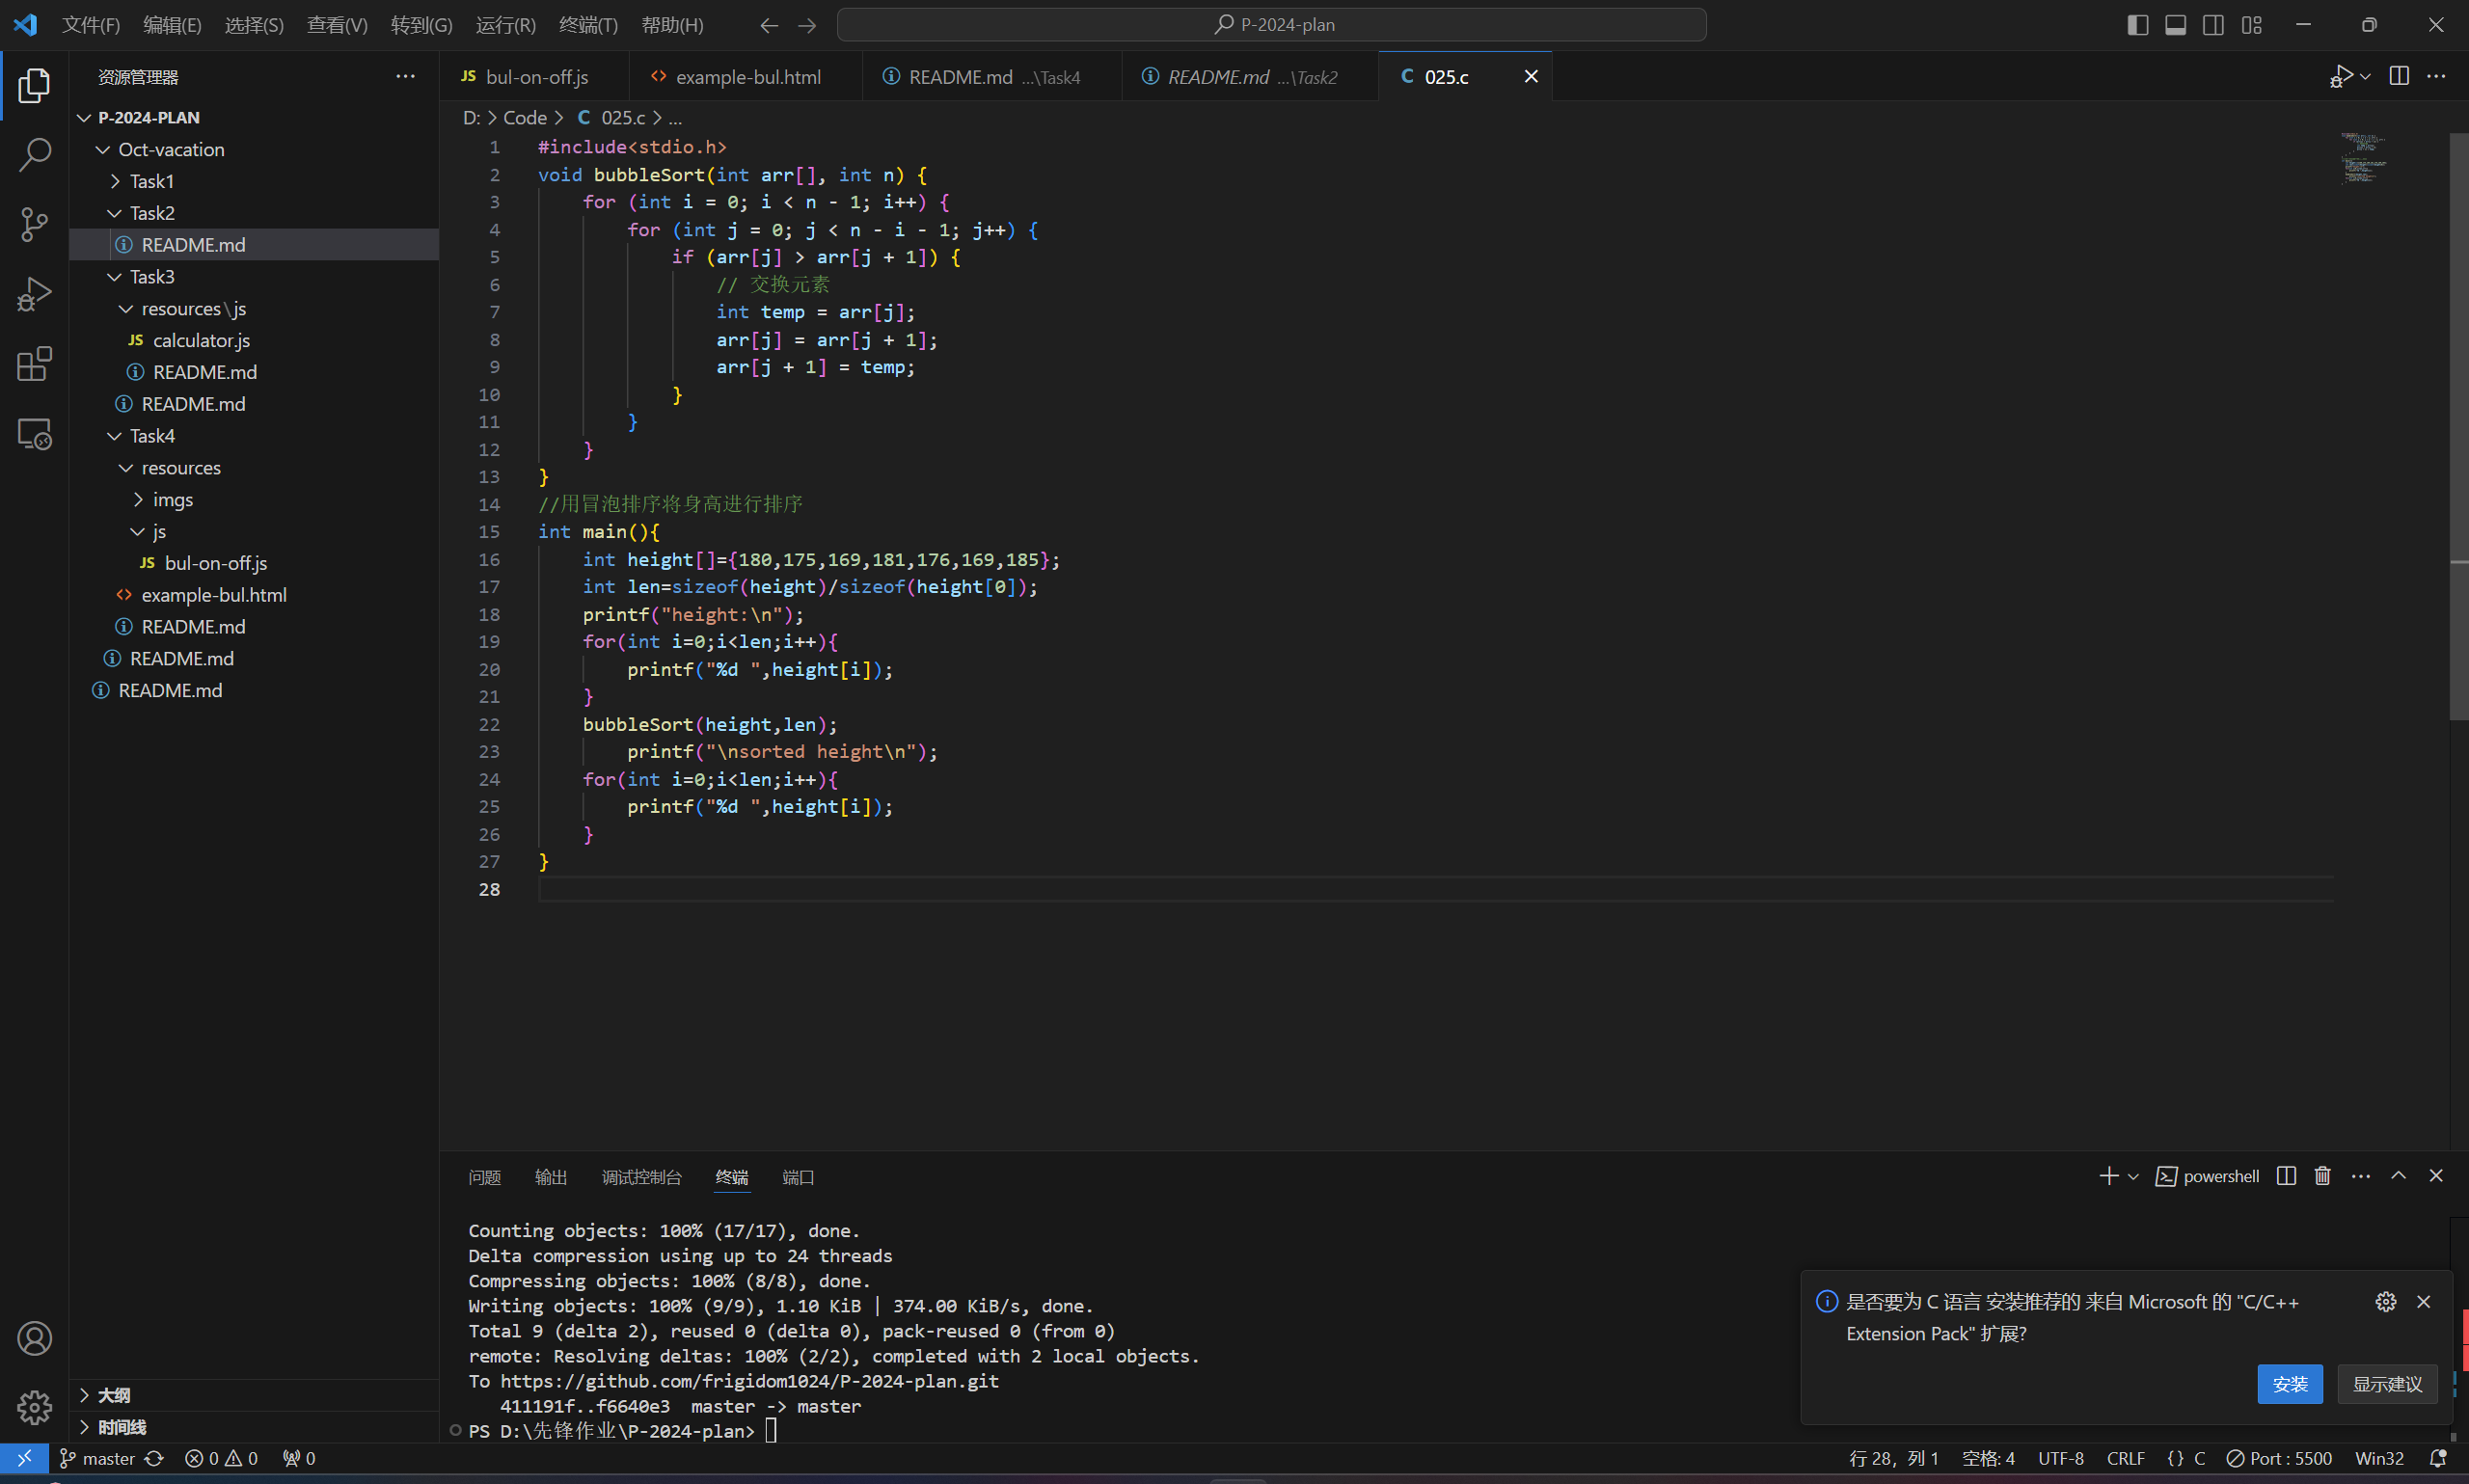 文件(F) 编辑(E) 选择(S) 查看(V) 转到(G) 运行(R) 终端(T) 帮助(H) P-2024-plan
资源管理器
P-2024-PLAN
Oct-vacation
Task1
Task2
README.md
Task3
resources\js
JS calculator.js
README.md
README.md
Task4
resources
imgs
js
JS bul-on-off.js
<> example-bul.html
README.md
README.md
README.md
大纲
时间线
JS bul-on-off.js <> example-bul.html README.md ...\Task4 README.md ...\Task2 C 025.c
D: > Code > C 025.c > ...
1 #include<stdio.h>
2 void bubbleSort(int arr[], int n) {
3 for (int i = 0; i < n - 1; i++) {
4 for (int j = 0; j < n - i - 1; j++) {
5 if (arr[j] > arr[j + 1]) {
6 // 交换元素
7 int temp = arr[j];
8 arr[j] = arr[j + 1];
9 arr[j + 1] = temp;
10 }
11 }
12 }
13 }
14 //用冒泡排序将身高进行排序
15 int main(){
16 int height[]={180,175,169,181,176,169,185};
17 int len=sizeof(height)/sizeof(height[0]);
18 printf("height:\n");
19 for(int i=0;i<len;i++){
20 printf("%d ",height[i]);
21 }
22 bubbleSort(height,len);
23 printf("\nsorted height\n");
24 for(int i=0;i<len;i++){
25 printf("%d ",height[i]);
26 }
27 }
28
问题 输出 调试控制台 终端 端口 powershell
Counting objects: 100% (17/17), done.
Delta compression using up to 24 threads
Compressing objects: 100% (8/8), done.
Writing objects: 100% (9/9), 1.10 KiB | 374.00 KiB/s, done.
Total 9 (delta 2), reused 0 (delta 0), pack-reused 0 (from 0)
remote: Resolving deltas: 100% (2/2), completed with 2 local objects.
To https://github.com/frigidom1024/P-2024-plan.git
411191f..f6640e3 master -> master
PS D:\先锋作业\P-2024-plan>
是否要为 C 语言 安装推荐的 来自 Microsoft 的 "C/C++
Extension Pack" 扩展?
安装 显示建议
master 0 0 0 行 28，列 1 空格: 4 UTF-8 CRLF {} C Port : 5500 Win32